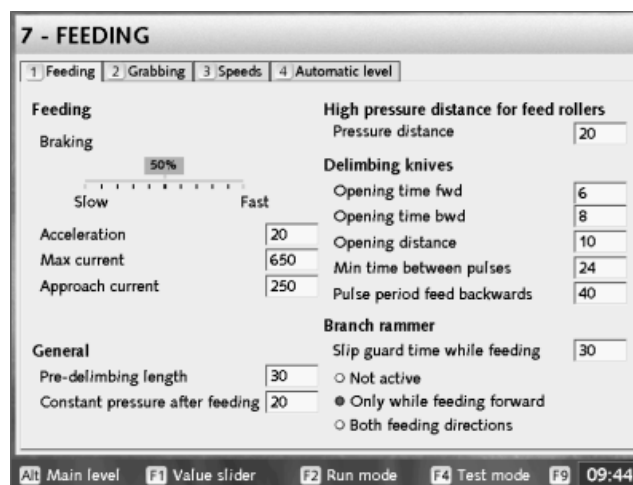 7 - FEEDING
1 Feeding 2 Grabbing 3 Speeds 4 Automatic level
Feeding
Braking
50%
Slow Fast
Acceleration 20
Max current 650
Approach current 250
General
Pre-delimbing length 30
Constant pressure after feeding 20
High pressure distance for feed rollers
Pressure distance 20
Delimbing knives
Opening time fwd 6
Opening time bwd 8
Opening distance 10
Min time between pulses 24
Pulse period feed backwards 40
Branch rammer
Slip guard time while feeding 30
Not active
Only while feeding forward
Both feeding directions
Alt Main level F1 Value slider F2 Run mode F4 Test mode F9 09:44